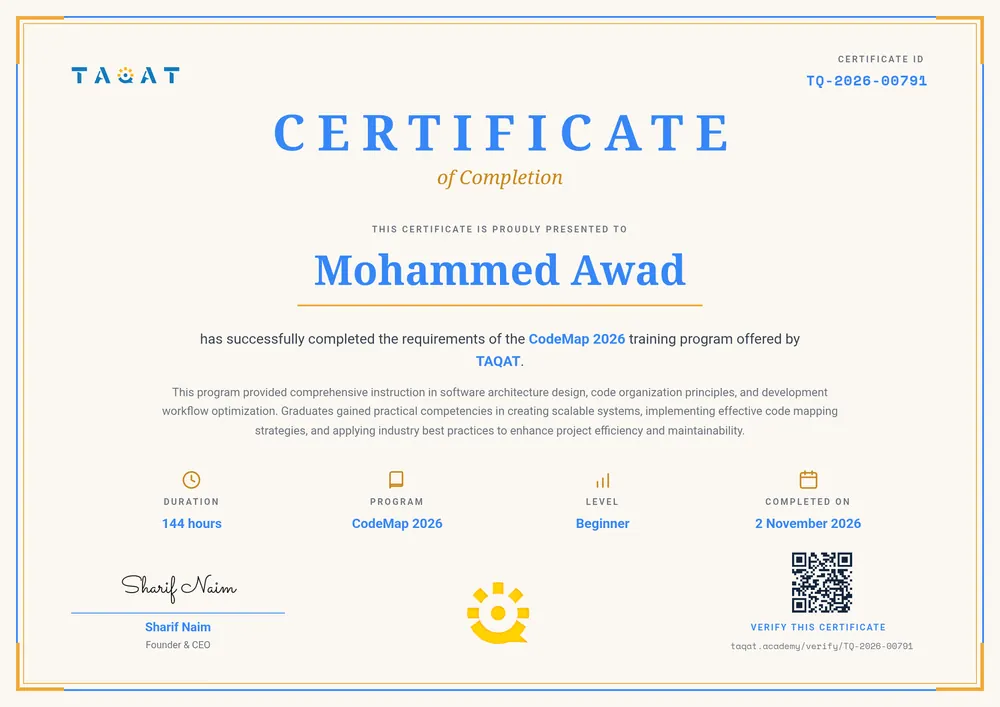 TAQAT
CERTIFICATE ID
TQ-2026-00791
CERTIFICATE
of Completion
THIS CERTIFICATE IS PROUDLY PRESENTED TO
Mohammed Awad
has successfully completed the requirements of the CodeMap 2026 training program offered by
TAQAT.
This program provided comprehensive instruction in software architecture design, code organization principles, and development
workflow optimization. Graduates gained practical competencies in creating scalable systems, implementing effective code mapping
strategies, and applying industry best practices to enhance project efficiency and maintainability.
DURATION
144 hours
PROGRAM
CodeMap 2026
LEVEL
Beginner
COMPLETED ON
2 November 2026
Sharif Naim
Sharif Naim
Founder & CEO
VERIFY THIS CERTIFICATE
taqat.academy/verify/TQ-2026-00791